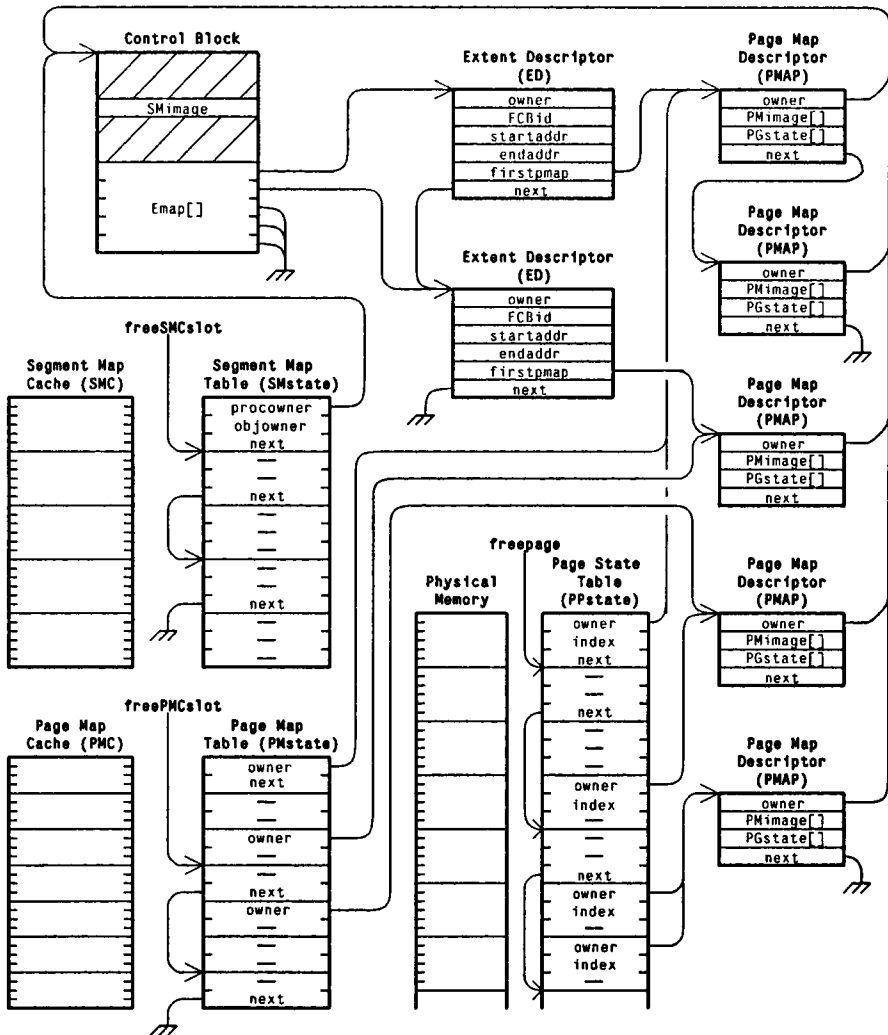 Control Block
SMimage
Emap[]
Extent Descriptor
(ED)
owner
FCBid
startaddr
endaddr
firstpmap
next
Page Map
Descriptor
(PMAP)
owner
PMimage[]
PGstate[]
next
Page Map
Descriptor
(PMAP)
owner
PMimage[]
PGstate[]
next
Extent Descriptor
(ED)
owner
FCBid
startaddr
endaddr
firstpmap
next
freeSMCslot
Segment Map
Cache (SMC)
Segment Map
Table (SMstate)
procowner
objowner
next
next
next
Page Map
Descriptor
(PMAP)
owner
PMimage[]
PGstate[]
next
freepage
Physical
Memory
Page State
Table
(PPstate)
owner
index
next
next
owner
index
next
owner
index
owner
index
Page Map
Descriptor
(PMAP)
owner
PMimage[]
PGstate[]
next
freePMCslot
Page Map
Cache (PMC)
Page Map
Table (PMstate)
owner
next
owner
next
owner
next
Page Map
Descriptor
(PMAP)
owner
PMimage[]
PGstate[]
next